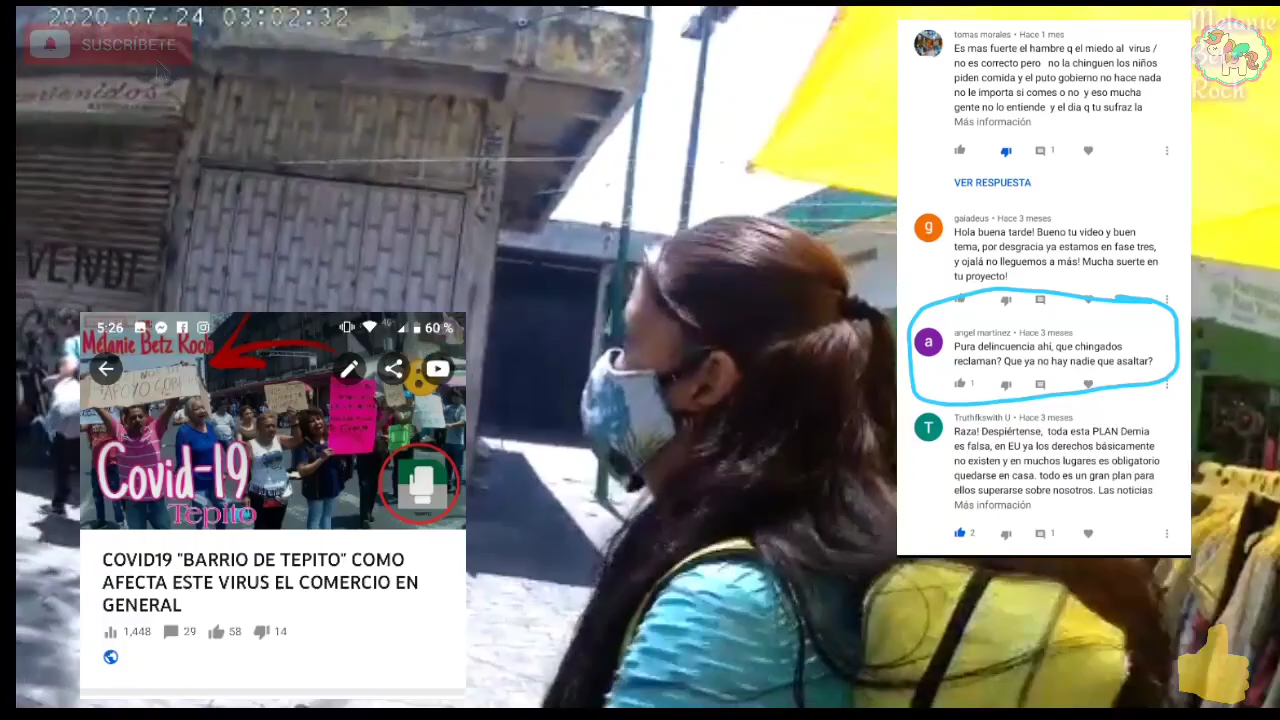 2020-07-24 03:02:32
SUSCRÍBETE
Melanie
Roch
VENDE
5:26
4G
60 %
Melanie Betz Roch
Covid-19
Tepito
COVID19 "BARRIO DE TEPITO" COMO
AFECTA ESTE VIRUS EL COMERCIO EN
GENERAL
1,448 29 58 14
tomas morales • Hace 1 mes
Es mas fuerte el hambre q el miedo al virus /
no es correcto pero no la chinguen los niños
piden comida y el puto gobierno no hace nada
no le importa si comes o no y eso mucha
gente no lo entiende y el dia q tu sufraz la
Más información
1
VER RESPUESTA
g
gaiadeus • Hace 3 meses
Hola buena tarde! Bueno tu video y buen
tema, por desgracia ya estamos en fase tres,
y ojalá no lleguemos a más! Mucha suerte en
tu proyecto!
a
angel martinez • Hace 3 meses
Pura delincuencia ahi, que chingados
reclaman? Que ya no hay nadie que asaltar?
1
T
Truthfkswith U • Hace 3 meses
Raza! Despiértense, toda esta PLAN Demia
es falsa, en EU ya los derechos básicamente
no existen y en muchos lugares es obligatorio
quedarse en casa. todo es un gran plan para
ellos superarse sobre nosotros. Las noticias
Más información
2 1